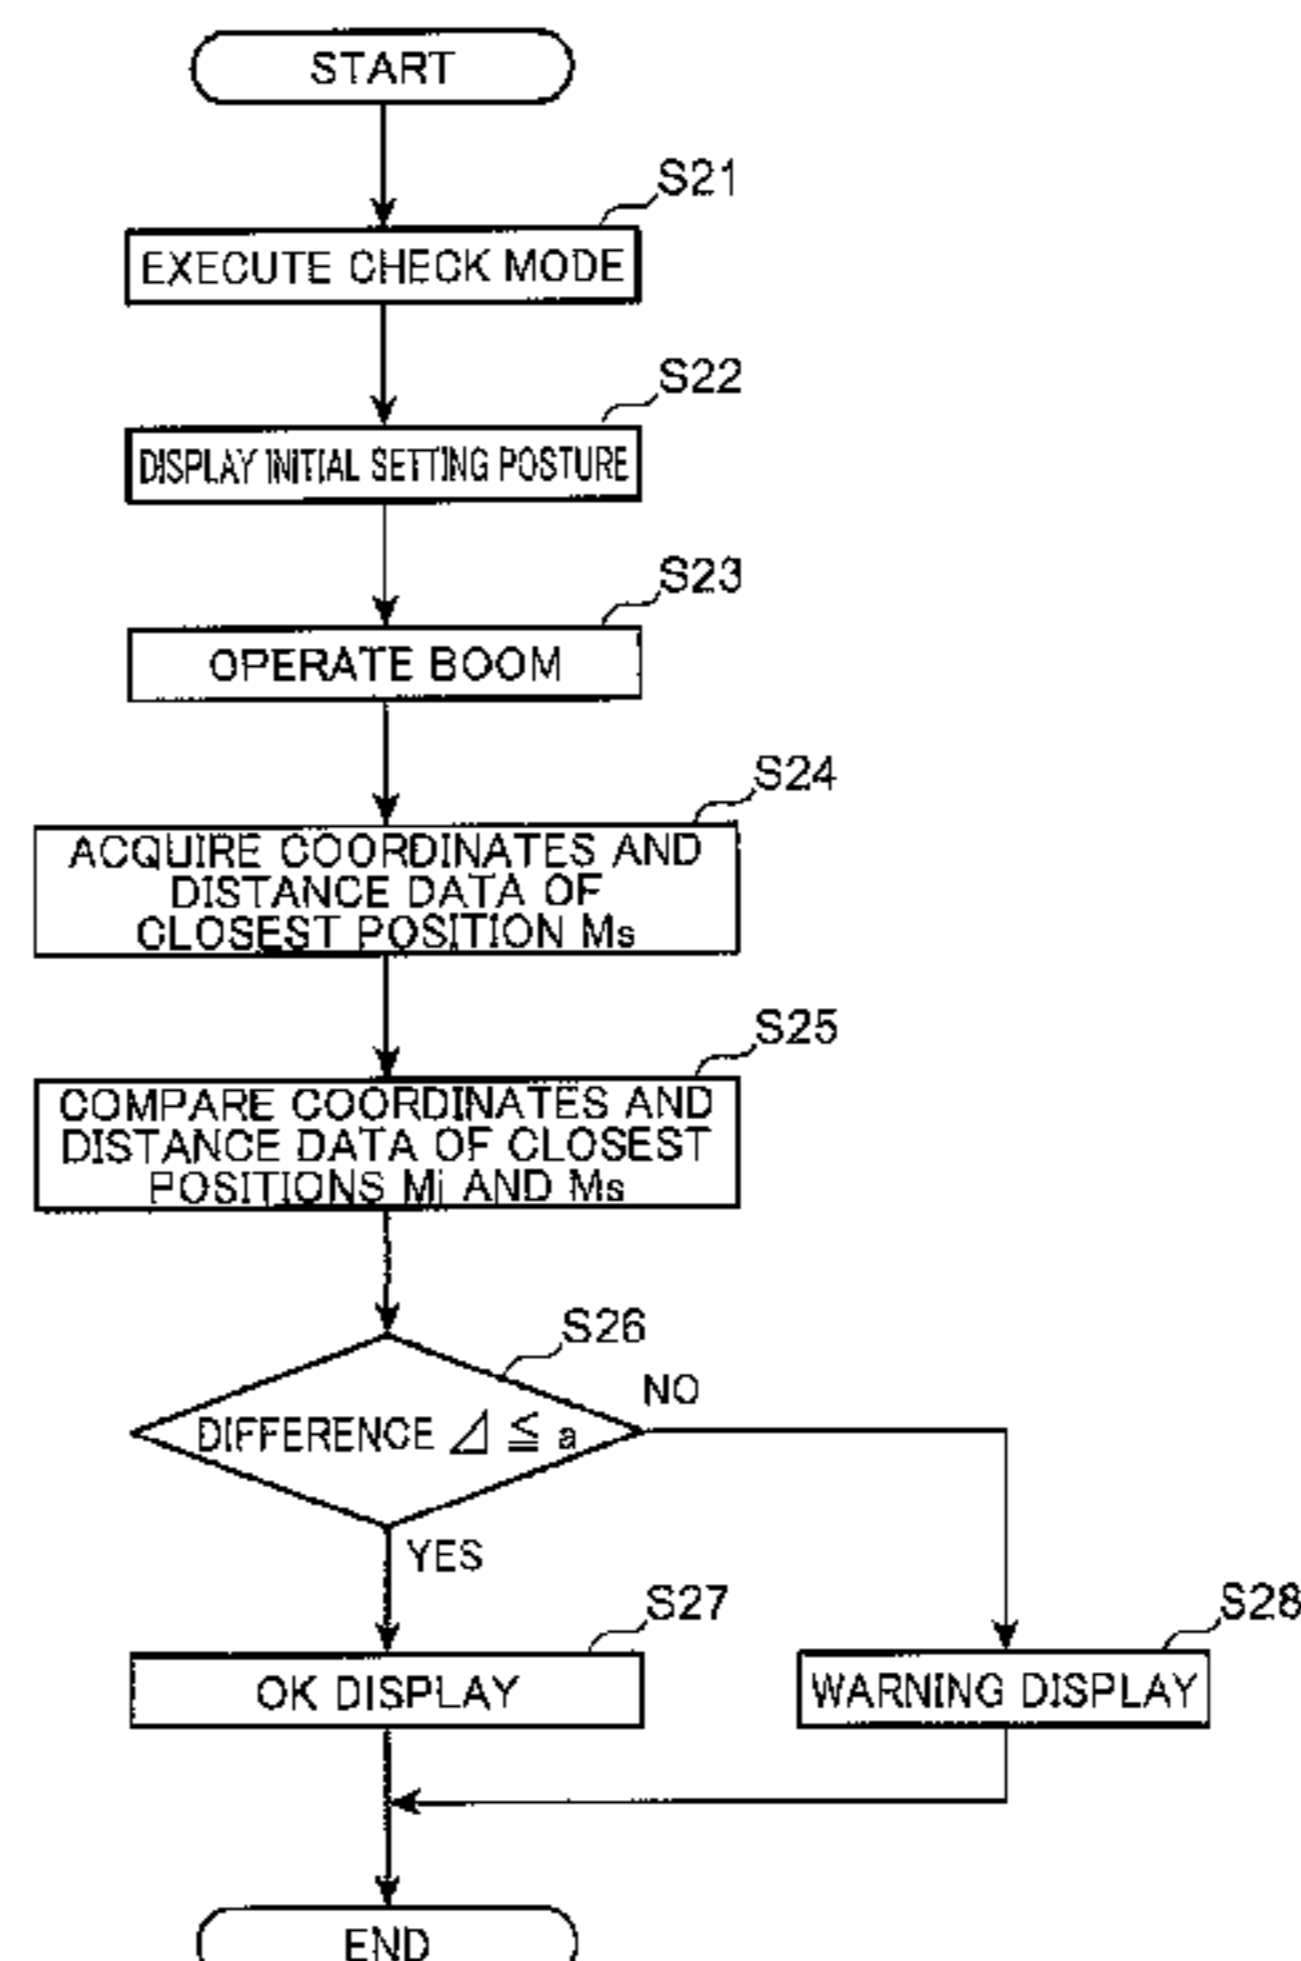 START
S21
EXECUTE CHECK MODE
S22
DISPLAY INITIAL SETTING POSTURE
S23
OPERATE BOOM
S24
ACQUIRE COORDINATES AND
DISTANCE DATA OF
CLOSEST POSITION Ms
S25
COMPARE COORDINATES AND
DISTANCE DATA OF CLOSEST
POSITIONS Mi AND Ms
S26
NO
DIFFERENCE ⊿ ≦ a
YES
S27
S28
OK DISPLAY
WARNING DISPLAY
END